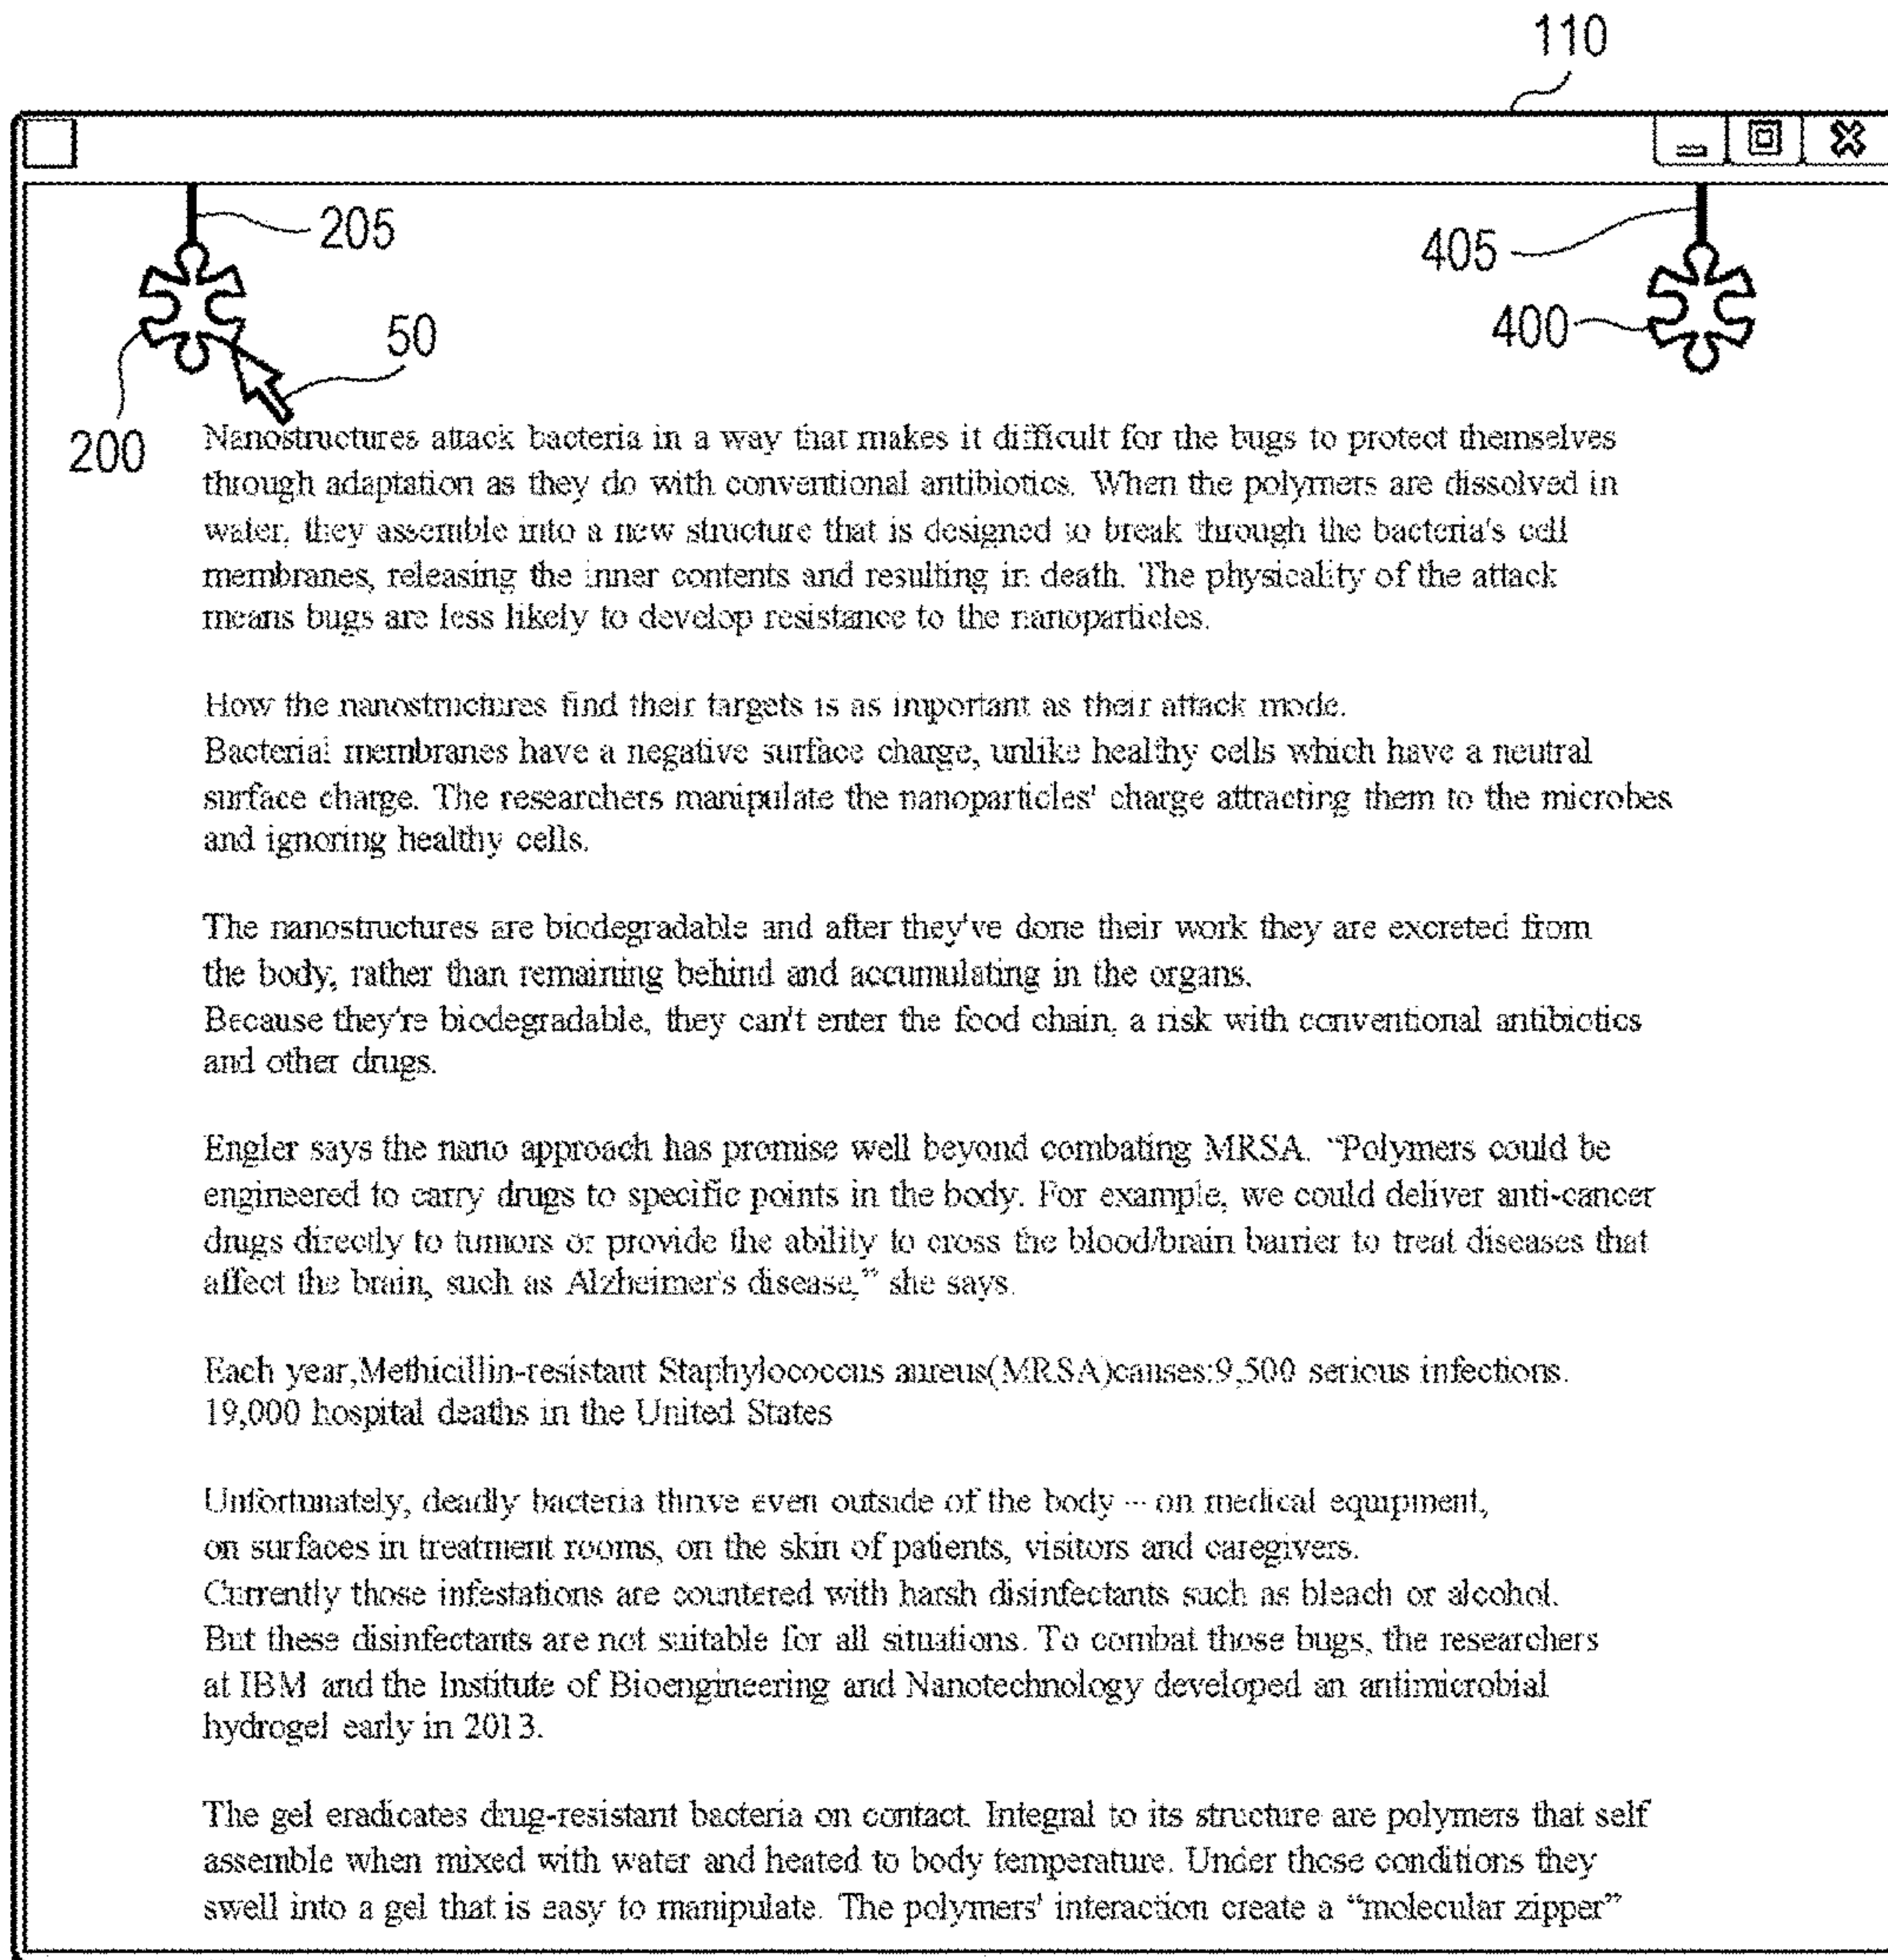 110
205
405
50
400
200
Nanostructures attack bacteria in a way that makes it difficult for the bugs to protect themselves
through adaptation as they do with conventional antibiotics. When the polymers are dissolved in
water, they assemble into a new structure that is designed to break through the bacteria's cell
membranes, releasing the inner contents and resulting in death. The physicality of the attack
means bugs are less likely to develop resistance to the nanoparticles.
How the nanostructures find their targets is as important as their attack mode.
Bacterial membranes have a negative surface charge, unlike healthy cells which have a neutral
surface charge. The researchers manipulate the nanoparticles' charge attracting them to the microbes
and ignoring healthy cells.
The nanostructures are biodegradable and after they've done their work they are excreted from
the body, rather than remaining behind and accumulating in the organs.
Because they're biodegradable, they can't enter the food chain, a risk with conventional antibiotics
and other drugs.
Engler says the nano approach has promise well beyond combating MRSA. “Polymers could be
engineered to carry drugs to specific points in the body. For example, we could deliver anti-cancer
drugs directly to tumors or provide the ability to cross the blood/brain barrier to treat diseases that
affect the brain, such as Alzheimer's disease,” she says.
Each year,Methicillin-resistant Staphylococcus aureus(MRSA)causes:9,500 serious infections.
19,000 hospital deaths in the United States
Unfortunately, deadly bacteria thrive even outside of the body -- on medical equipment,
on surfaces in treatment rooms, on the skin of patients, visitors and caregivers.
Currently those infestations are countered with harsh disinfectants such as bleach or alcohol.
But these disinfectants are not suitable for all situations. To combat those bugs, the researchers
at IBM and the Institute of Bioengineering and Nanotechnology developed an antimicrobial
hydrogel early in 2013.
The gel eradicates drug-resistant bacteria on contact. Integral to its structure are polymers that self
assemble when mixed with water and heated to body temperature. Under those conditions they
swell into a gel that is easy to manipulate. The polymers' interaction create a “molecular zipper”